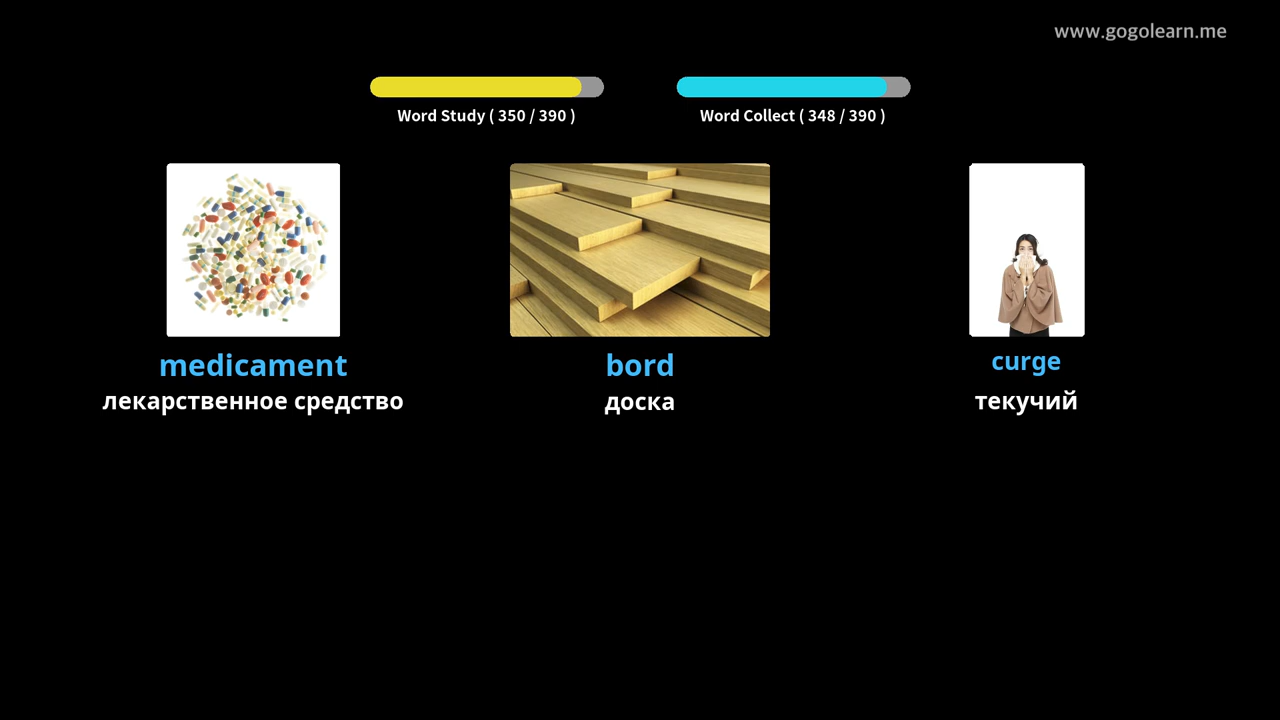 www.gogolearn.me
Word Study ( 350 / 390 )
Word Collect ( 348 / 390 )
medicament
bord
curge
лекарственное средство
доска
текучий